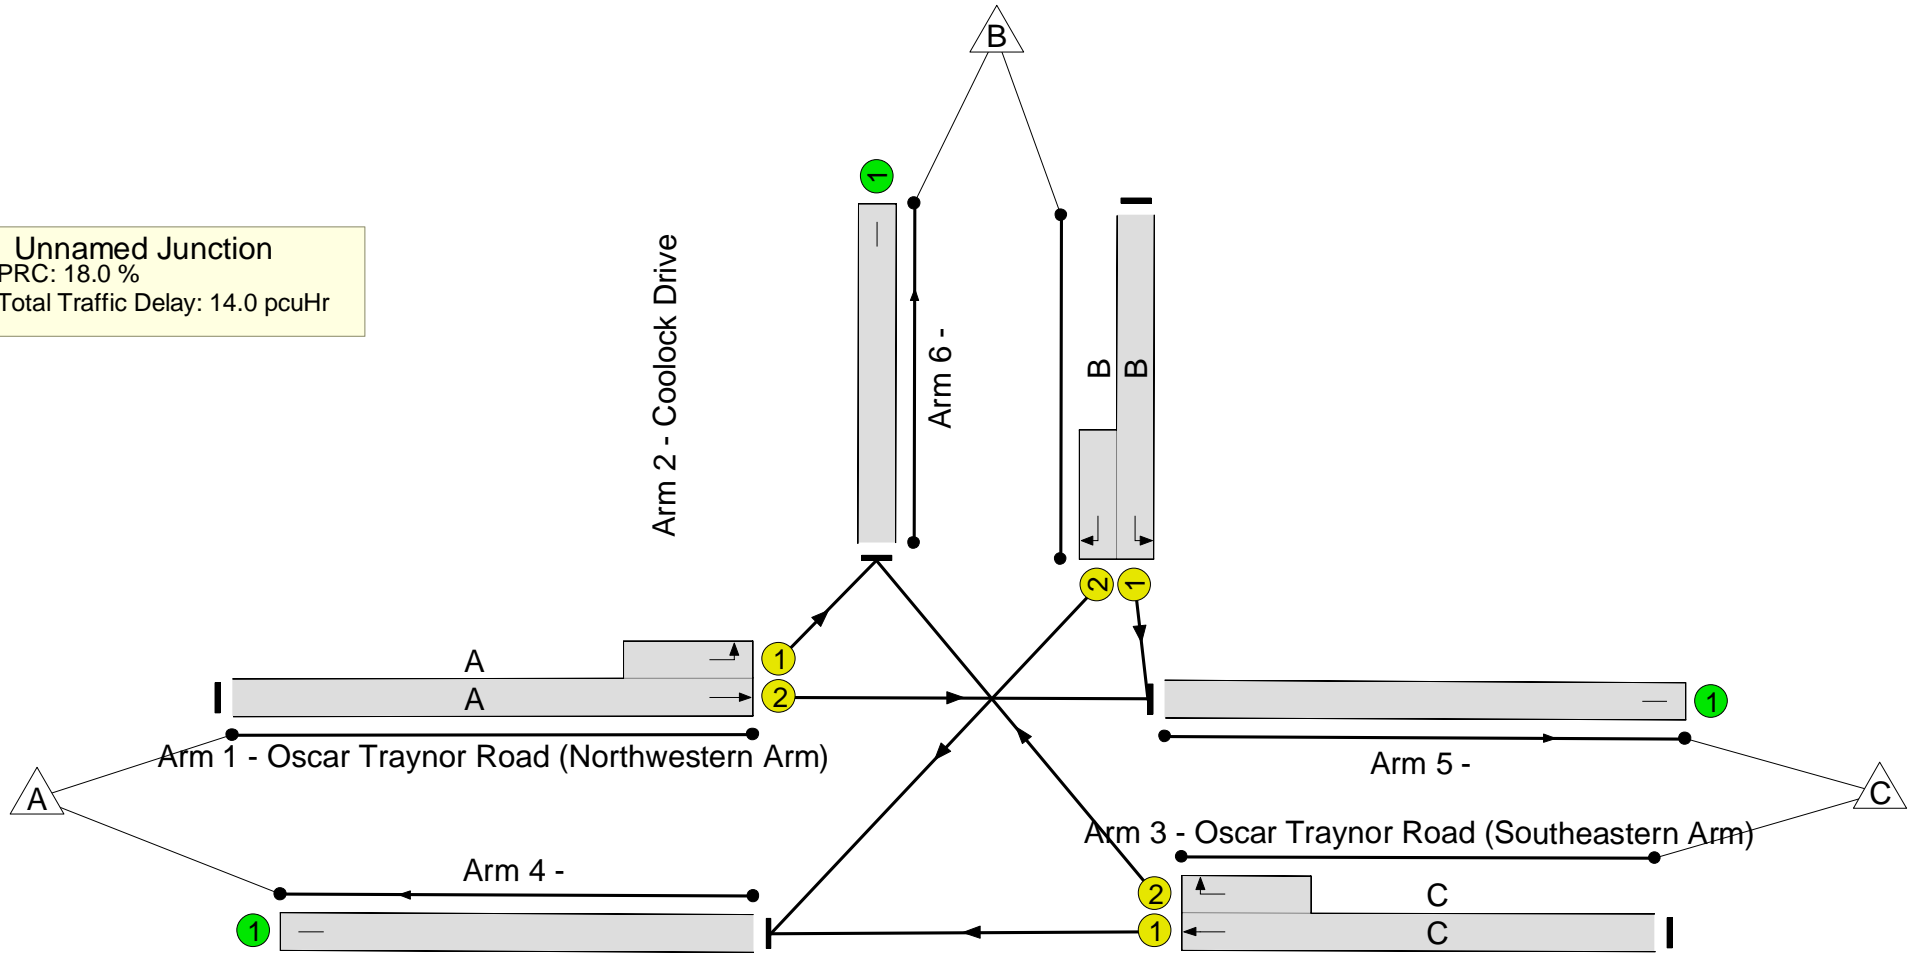 B
1
Unnamed Junction
PRC: 18.0 %
Total Traffic Delay: 14.0 pcuHr
Arm 2 - Coolock Drive
Arm 6 -
B
B
2
1
A
1
A
2
1
Arm 1 - Oscar Traynor Road (Northwestern Arm)
Arm 5 -
A
C
Arm 3 - Oscar Traynor Road (Southeastern Arm)
Arm 4 -
2
C
1
1
C